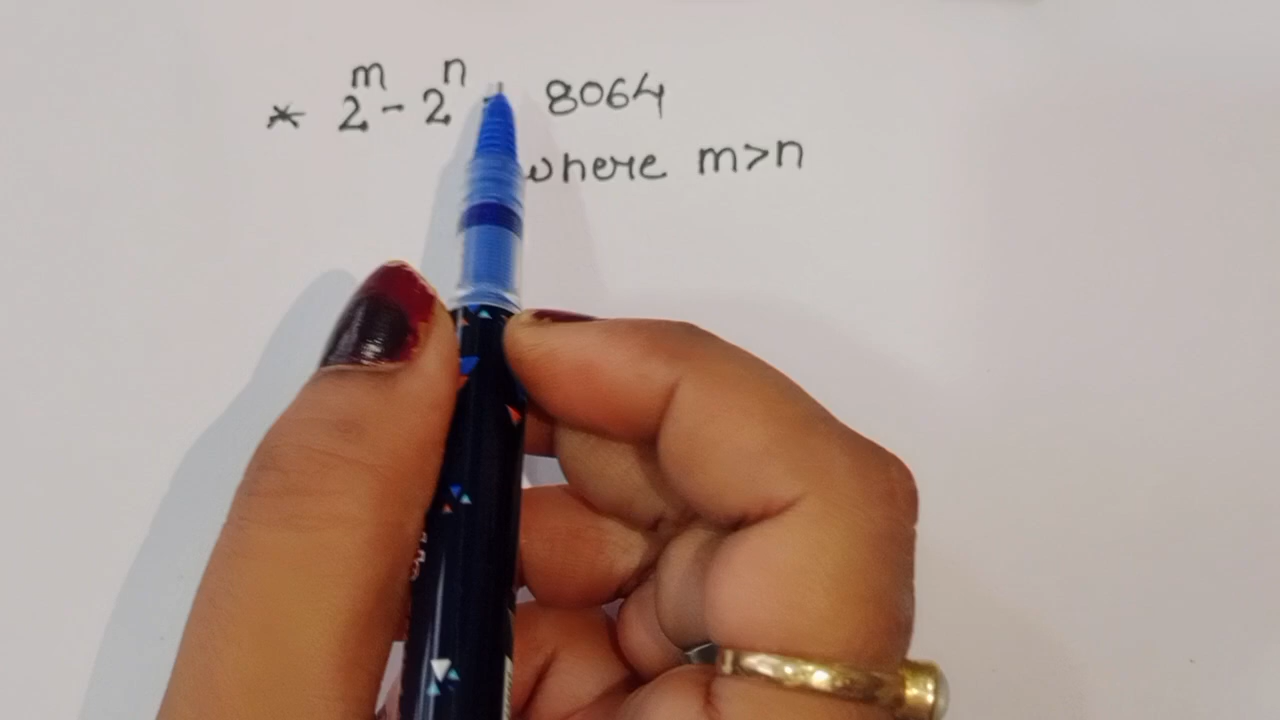 * 2^m - 2^n = 8064
where m>n